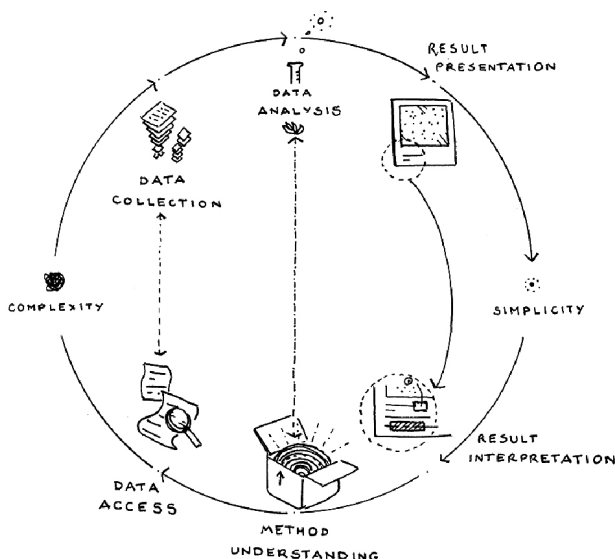 RESULT
PRESENTATION
DATA
ANALYSIS
DATA
COLLECTION
COMPLEXITY
SIMPLICITY
RESULT
INTERPRETATION
DATA
ACCESS
METHOD
UNDERSTANDING